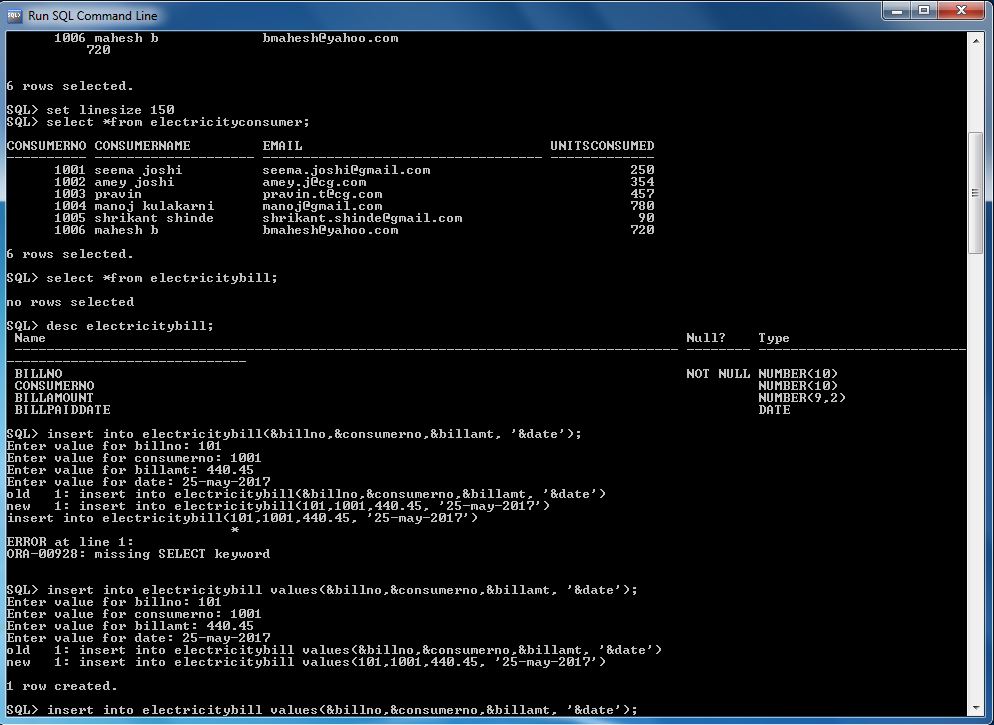 Run SQL Command Line
1006 mahesh b bmahesh@yahoo.com
720
6 rows selected.
SQL> set linesize 150
SQL> select *from electricityconsumer;
CONSUMERNO CONSUMERNAME EMAIL UNITSCONSUMED
1001 seema joshi seema.joshi@gmail.com 250
1002 amey joshi amey.j@cg.com 354
1003 pravin pravin.t@cg.com 457
1004 manoj kulakarni manoj@gmail.com 780
1005 shrikant shinde shrikant.shinde@gmail.com 90
1006 mahesh b bmahesh@yahoo.com 720
6 rows selected.
SQL> select *from electricitybill;
no rows selected
SQL> desc electricitybill;
Name Null? Type
BILLNO NOT NULL NUMBER(10)
CONSUMERNO NUMBER(10)
BILLAMOUNT NUMBER(9,2)
BILLPAIDDATE DATE
SQL> insert into electricitybill(&billno,&consumerno,&billamt, '&date');
Enter value for billno: 101
Enter value for consumerno: 1001
Enter value for billamt: 440.45
Enter value for date: 25-may-2017
old 1: insert into electricitybill(&billno,&consumerno,&billamt, '&date')
new 1: insert into electricitybill(101,1001,440.45, '25-may-2017')
insert into electricitybill(101,1001,440.45, '25-may-2017')
*
ERROR at line 1:
ORA-00928: missing SELECT keyword
SQL> insert into electricitybill values(&billno,&consumerno,&billamt, '&date');
Enter value for billno: 101
Enter value for consumerno: 1001
Enter value for billamt: 440.45
Enter value for date: 25-may-2017
old 1: insert into electricitybill values(&billno,&consumerno,&billamt, '&date')
new 1: insert into electricitybill values(101,1001,440.45, '25-may-2017')
1 row created.
SQL> insert into electricitybill values(&billno,&consumerno,&billamt, '&date');